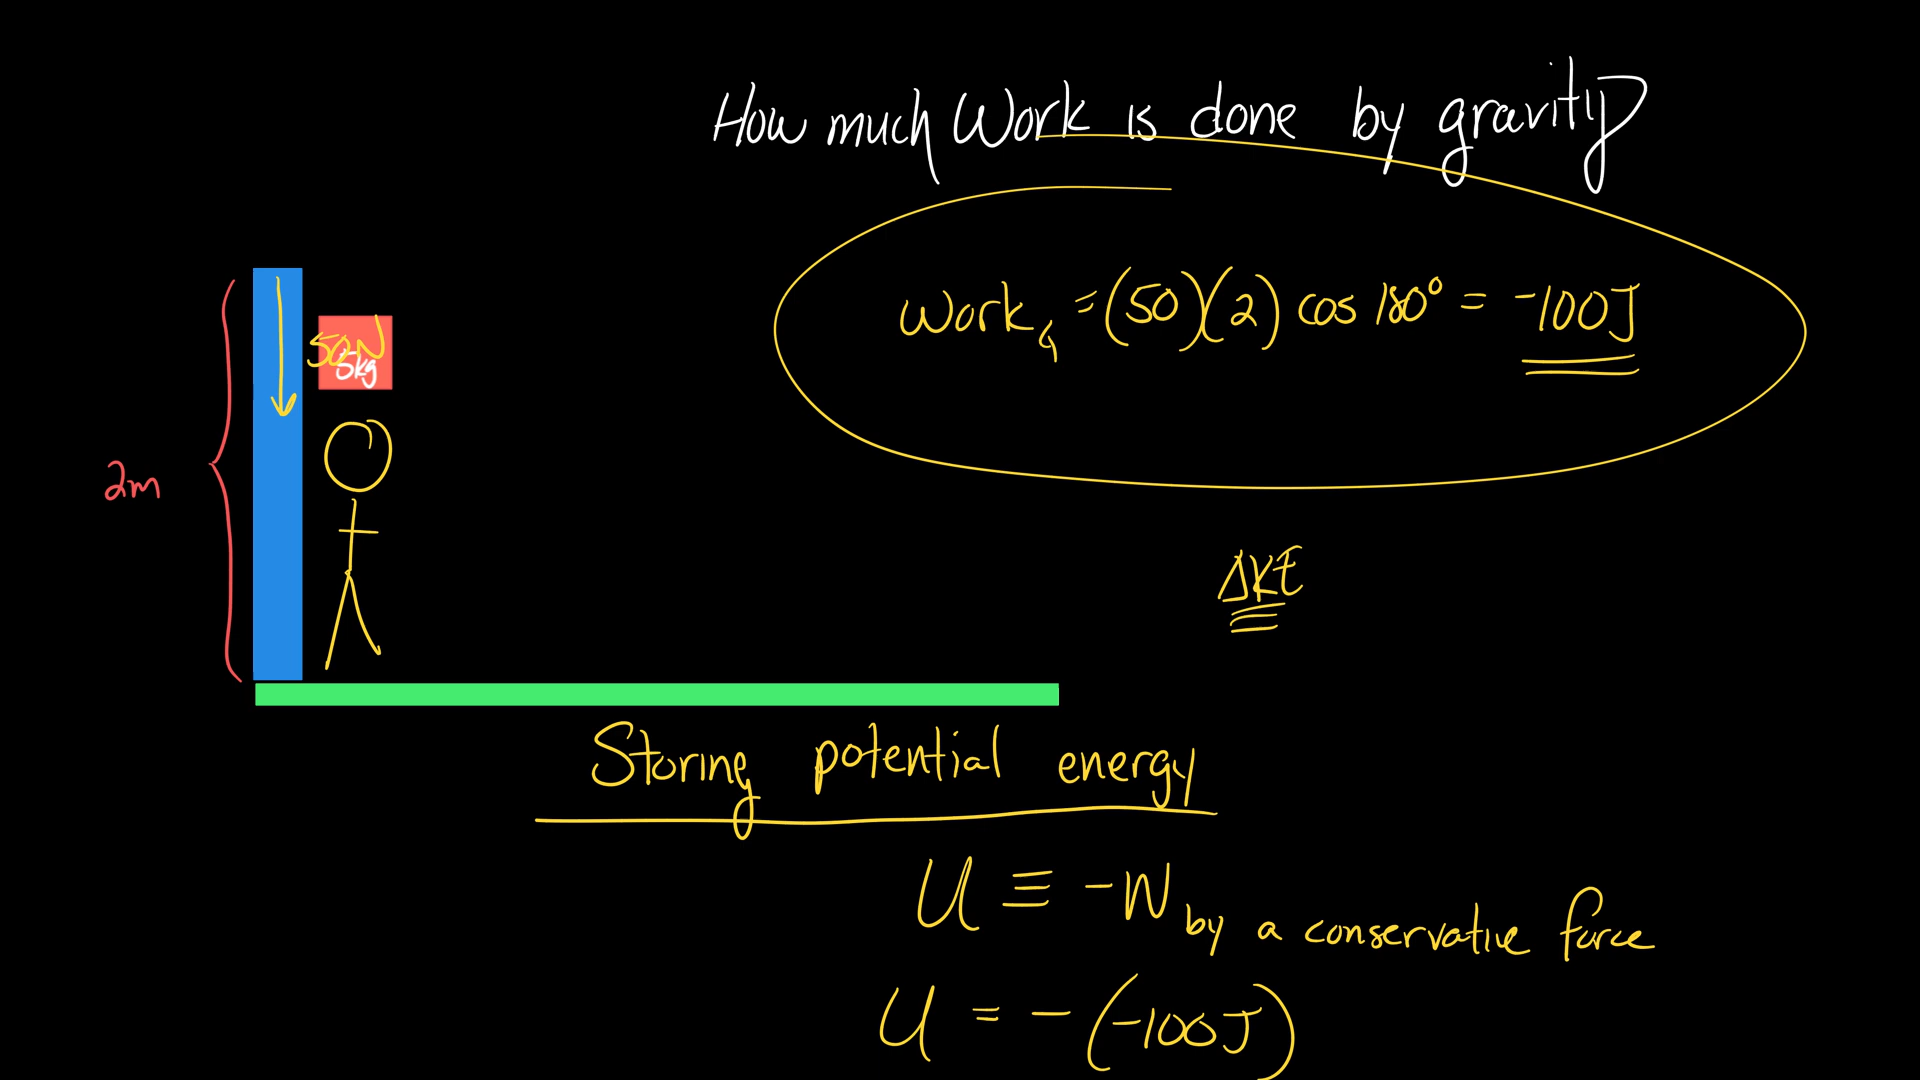 How much Work is done by gravity
Work_g = (50)(2) cos 180° = -100J
50N
5kg
2m
ΔKE
Storing potential energy
U ≡ -W by a conservative force
U = -(-100J)